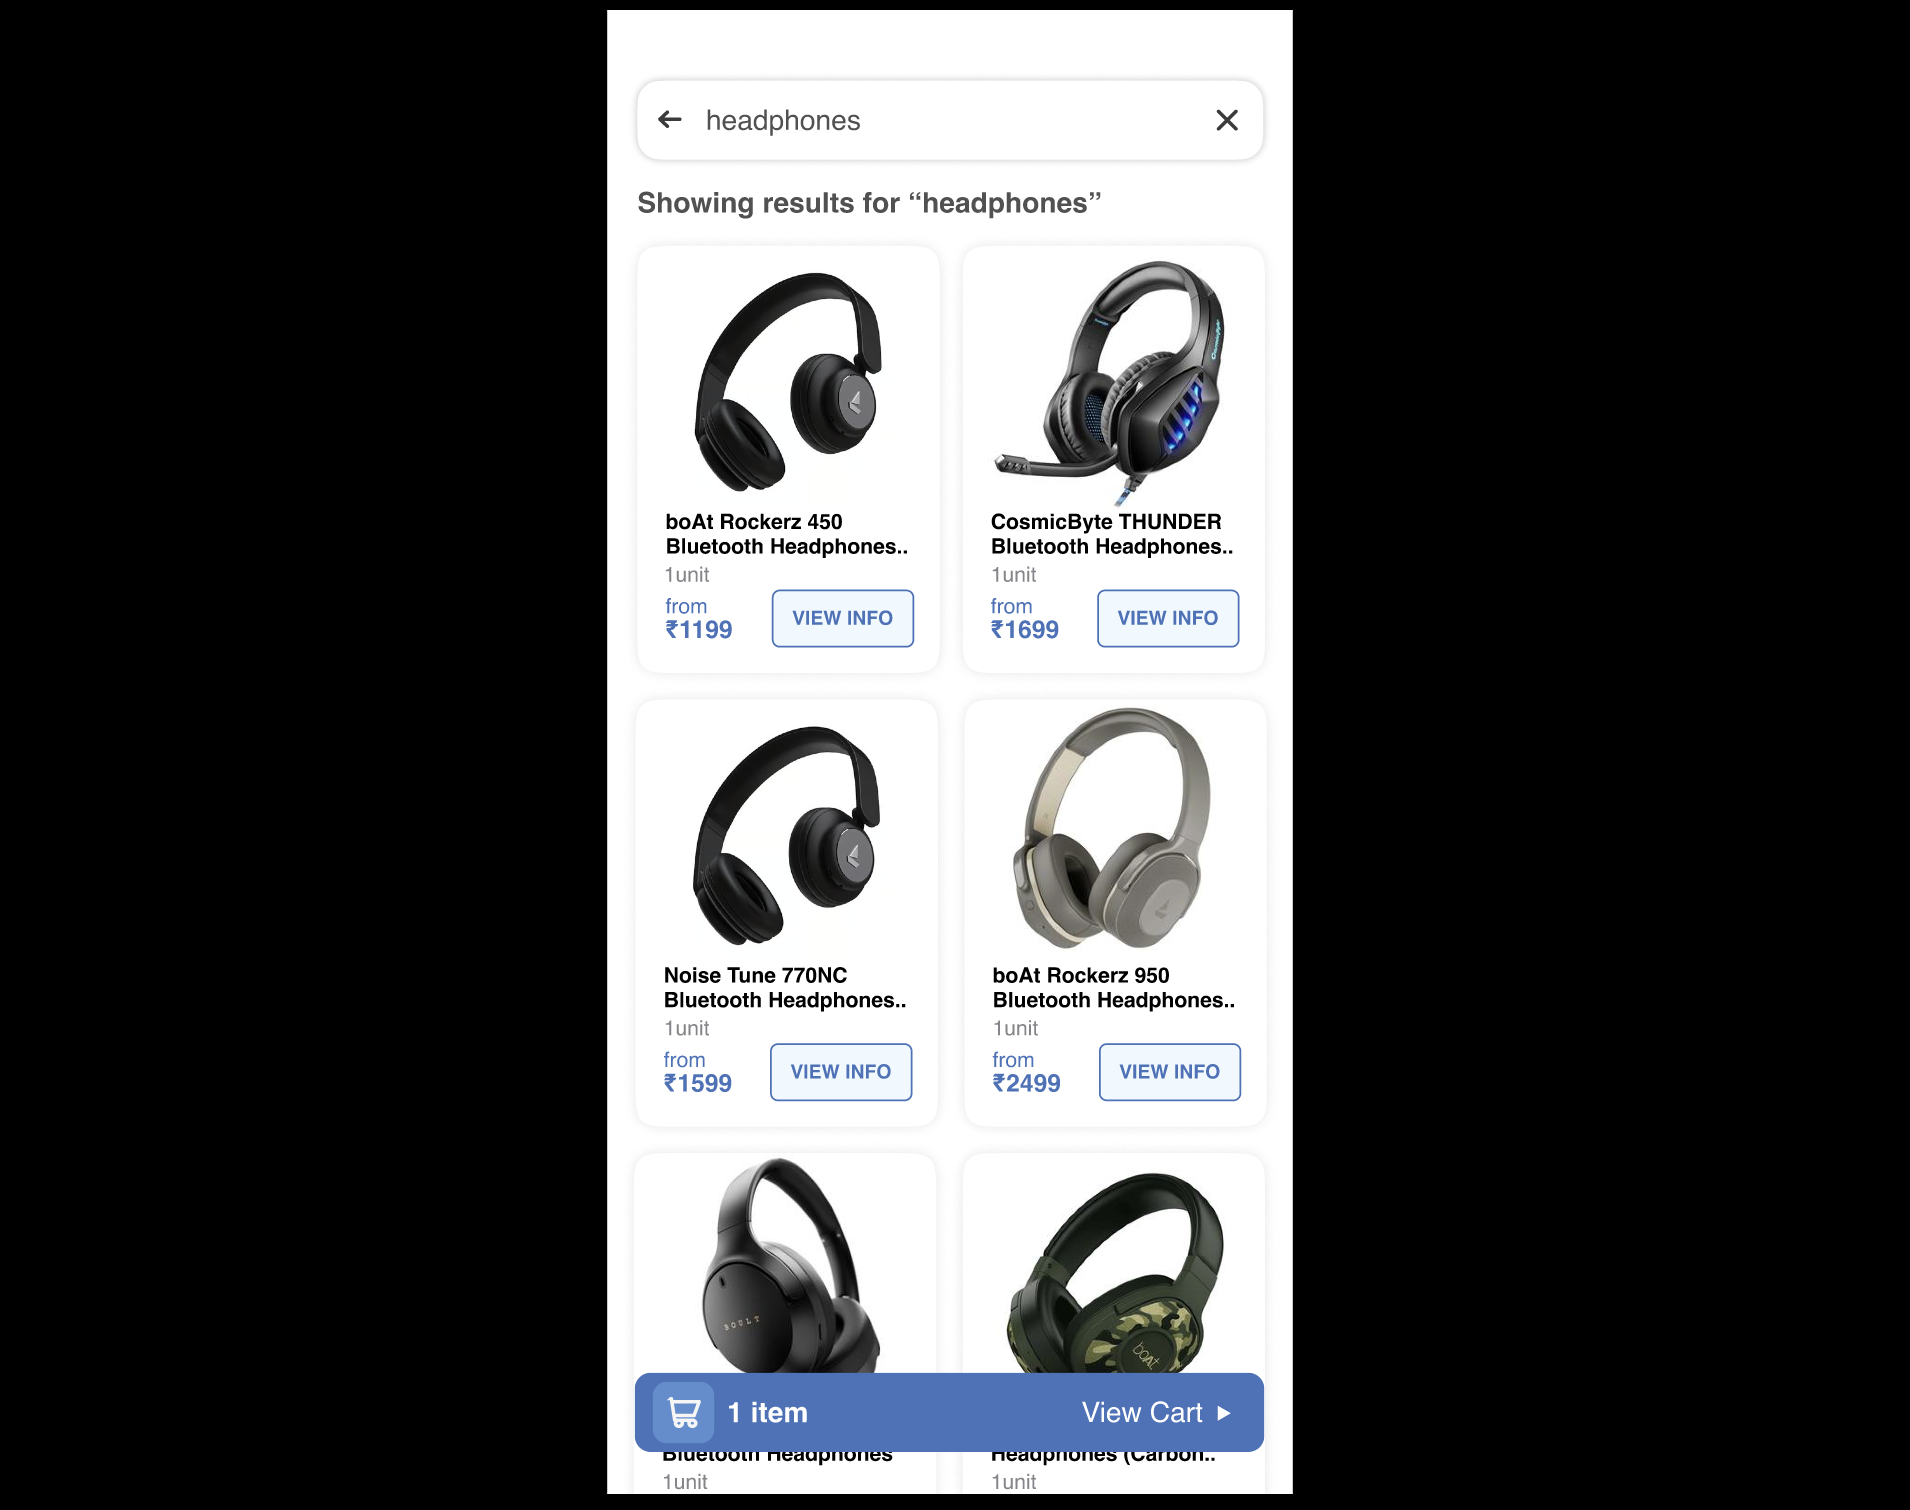 headphones
Showing results for “headphones”
boAt Rockerz 450
Bluetooth Headphones..
1unit
from
₹1199
VIEW INFO
CosmicByte THUNDER
Bluetooth Headphones..
1unit
from
₹1699
VIEW INFO
Noise Tune 770NC
Bluetooth Headphones..
1unit
from
₹1599
VIEW INFO
boAt Rockerz 950
Bluetooth Headphones..
1unit
from
₹2499
VIEW INFO
BOULT
boAt
1 item
View Cart
Bluetooth Headphones
1unit
Headphones (Carbon..
1unit